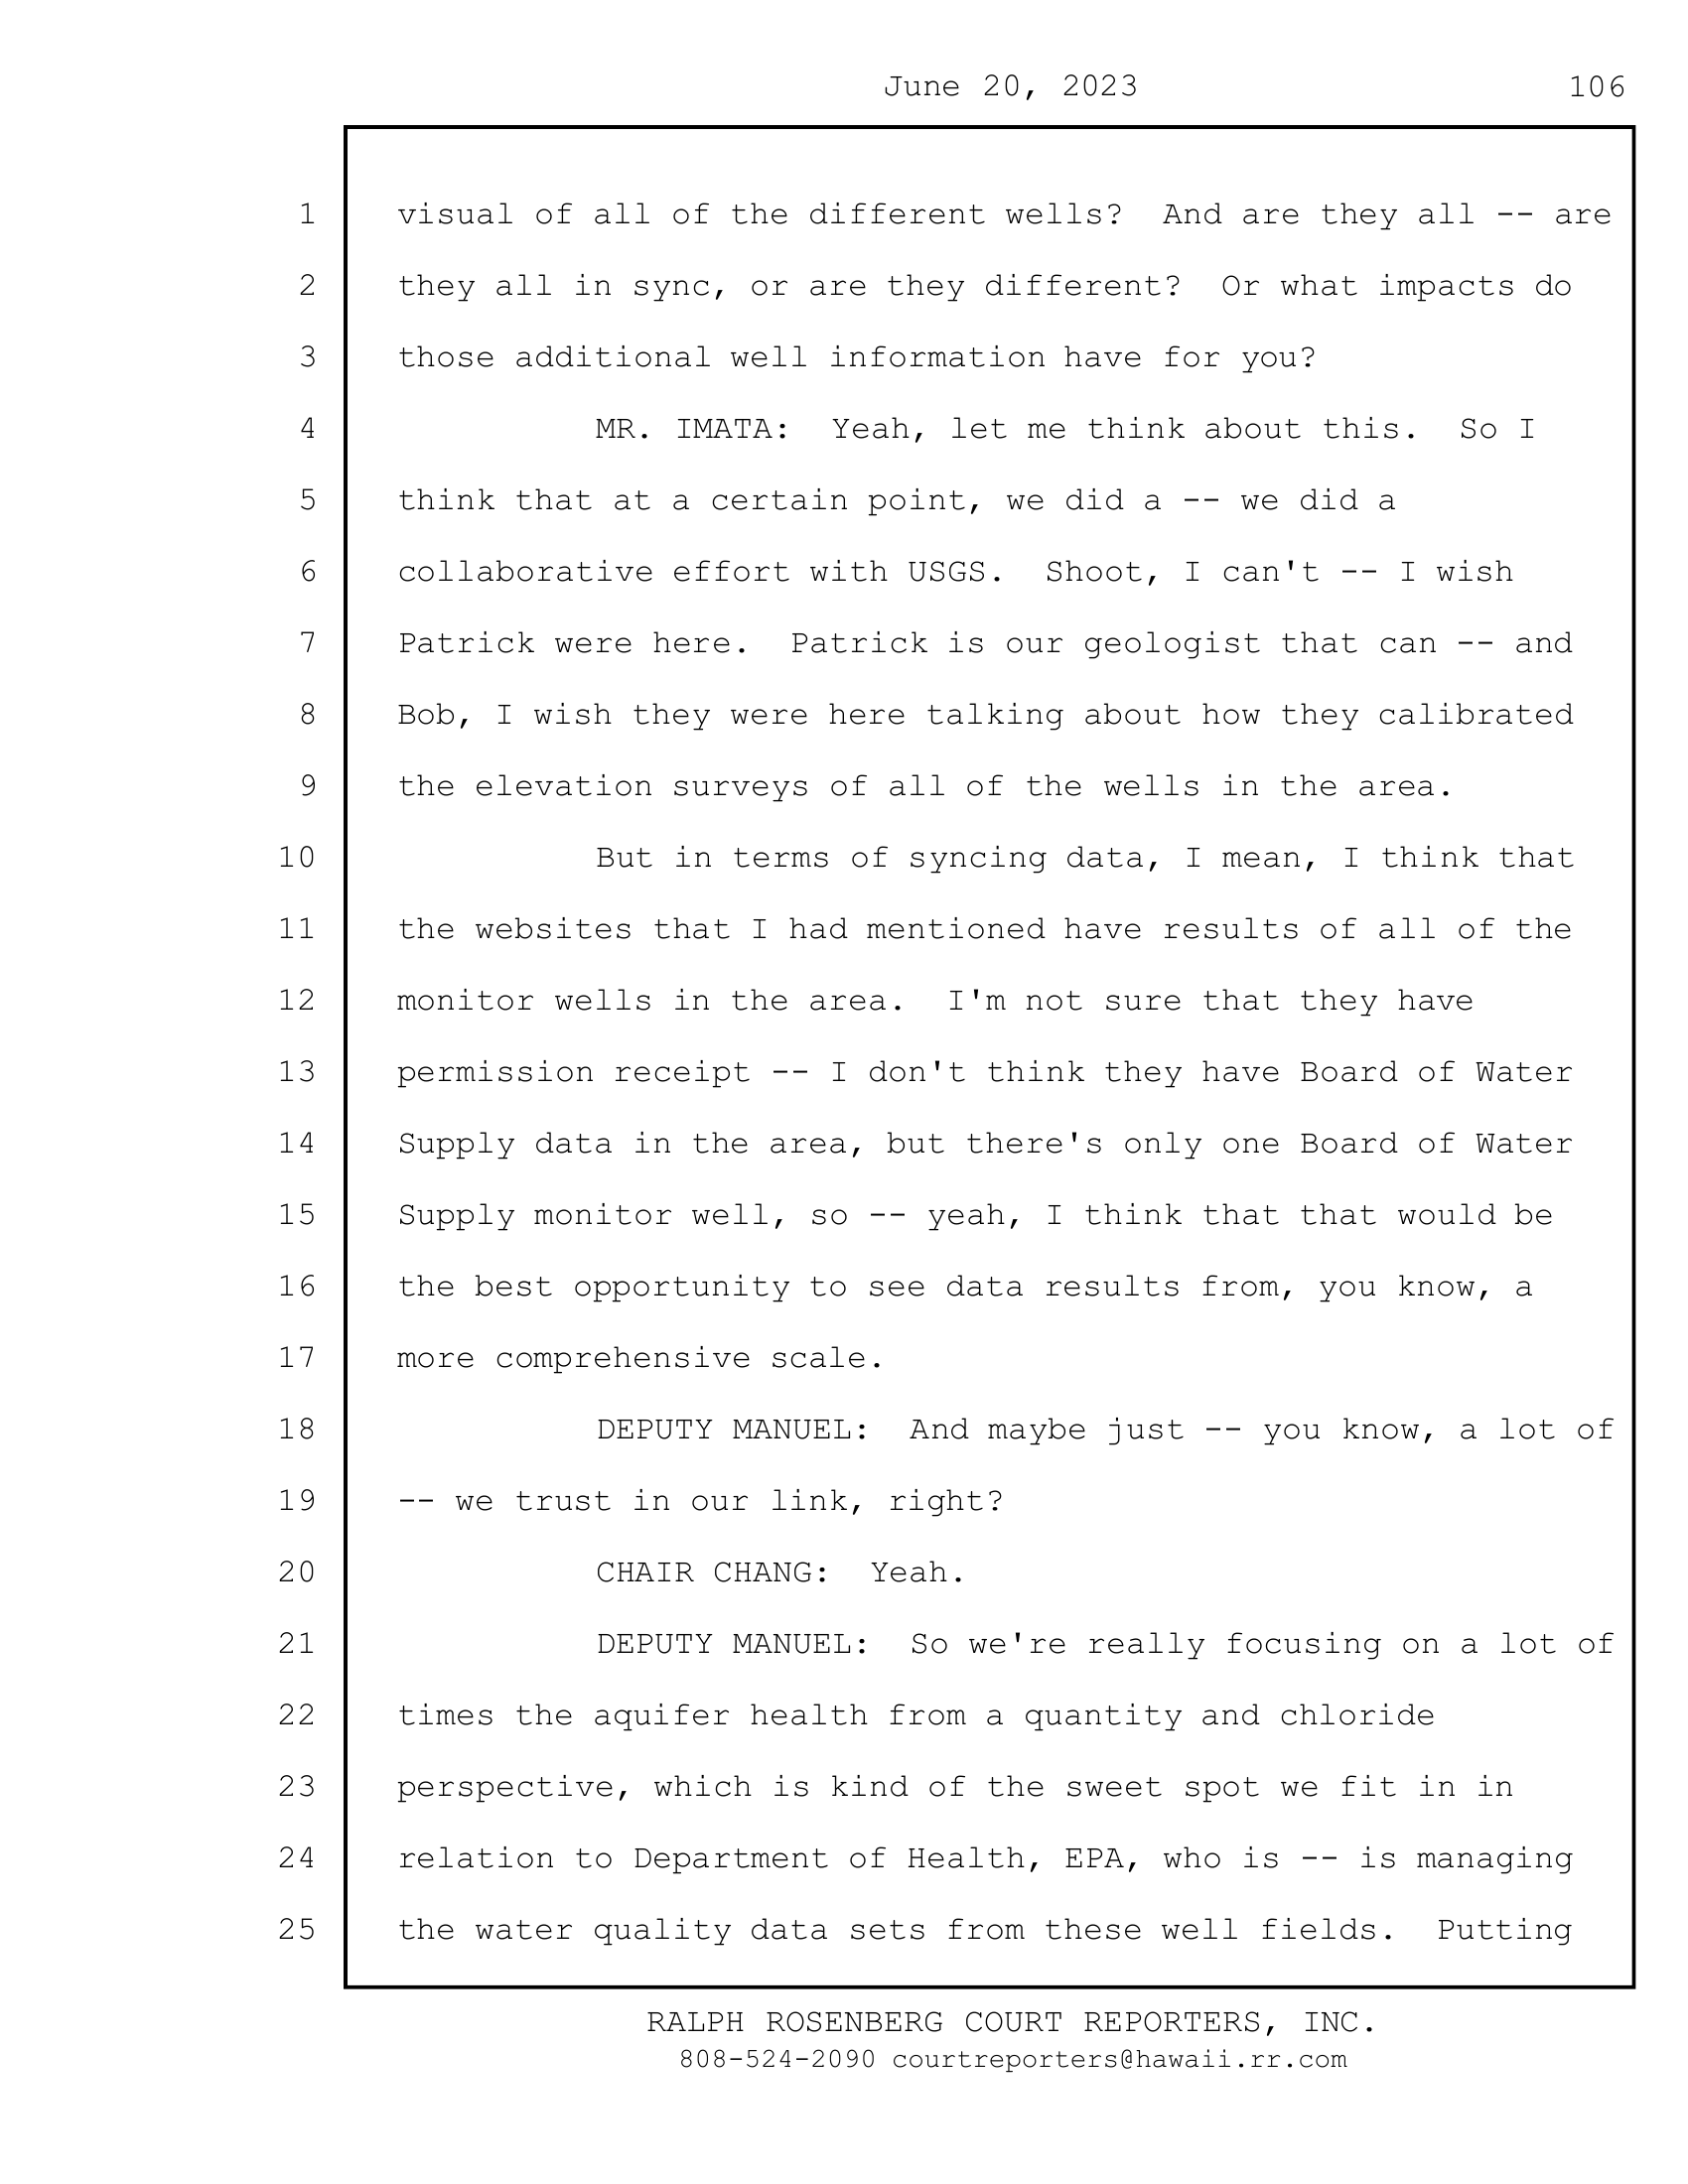 June 20, 2023 106
1 visual of all of the different wells? And are they all -- are
2 they all in sync, or are they different? Or what impacts do
3 those additional well information have for you?
4 MR. IMATA: Yeah, let me think about this. So I
5 think that at a certain point, we did a -- we did a
6 collaborative effort with USGS. Shoot, I can't -- I wish
7 Patrick were here. Patrick is our geologist that can -- and
8 Bob, I wish they were here talking about how they calibrated
9 the elevation surveys of all of the wells in the area.
10 But in terms of syncing data, I mean, I think that
11 the websites that I had mentioned have results of all of the
12 monitor wells in the area. I'm not sure that they have
13 permission receipt -- I don't think they have Board of Water
14 Supply data in the area, but there's only one Board of Water
15 Supply monitor well, so -- yeah, I think that that would be
16 the best opportunity to see data results from, you know, a
17 more comprehensive scale.
18 DEPUTY MANUEL: And maybe just -- you know, a lot of
19 -- we trust in our link, right?
20 CHAIR CHANG: Yeah.
21 DEPUTY MANUEL: So we're really focusing on a lot of
22 times the aquifer health from a quantity and chloride
23 perspective, which is kind of the sweet spot we fit in in
24 relation to Department of Health, EPA, who is -- is managing
25 the water quality data sets from these well fields. Putting
RALPH ROSENBERG COURT REPORTERS, INC.
808-524-2090 courtreporters@hawaii.rr.com